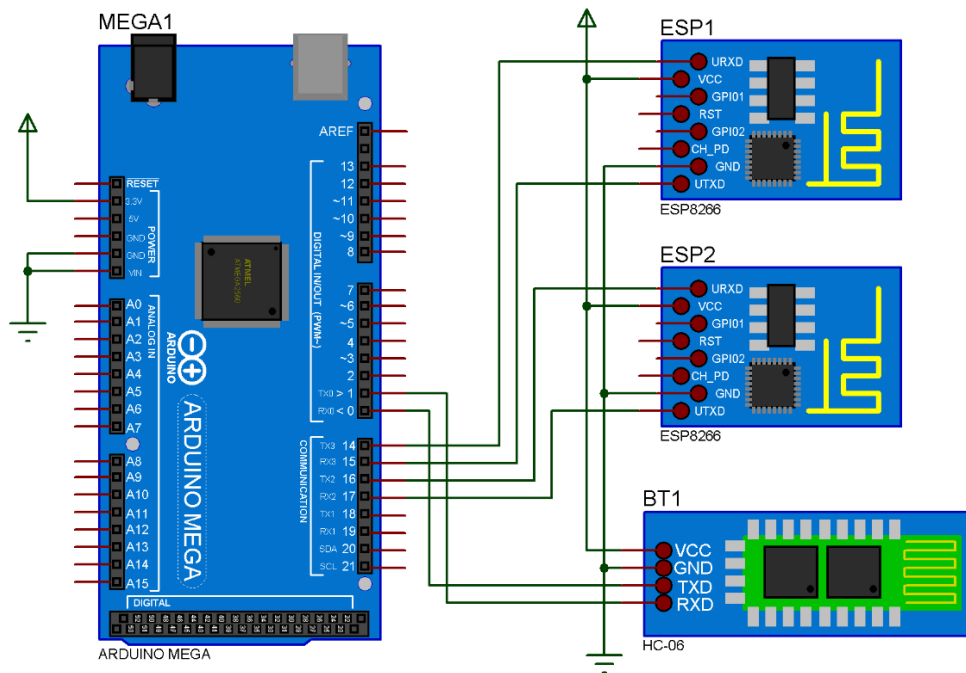 MEGA1
AREF
13
12
~11
~10
~9
8
7
~6
~5
4
~3
2
TX0 > 1
RX0 < 0
TX3 14
RX3 15
TX2 16
RX2 17
TX1 18
RX1 19
SDA 20
SCL 21
DIGITAL IN/OUT (PWM~)
COMMUNICATION
RESET
3.3V
5V
GND
GND
VIN
POWER
A0
A1
A2
A3
A4
A5
A6
A7
A8
A9
A10
A11
A12
A13
A14
A15
ANALOG IN
ATMEL
ATMEGA2560
ARDUINO
ARDUINO MEGA
DIGITAL
ARDUINO MEGA
ESP1
URXD
VCC
GPI01
RST
GPI02
CH_PD
GND
UTXD
ESP8266
ESP2
URXD
VCC
GPI01
RST
GPI02
CH_PD
GND
UTXD
ESP8266
BT1
VCC
GND
TXD
RXD
HC-06